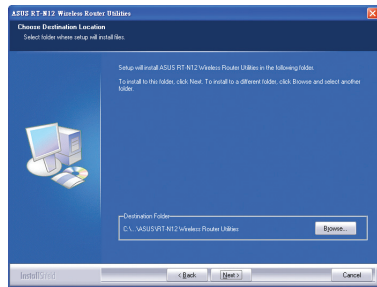 ASUS RT-N12 Wireless Router Utilities
Choose Destination Location
Select folder where setup will install files.
Setup will install ASUS RT-N12 Wireless Router Utilities in the following folder.
To install to this folder, click Next. To install to a different folder, click Browse and select another
folder.
Destination Folder
C:\...\ASUS\RT-N12 Wireless Router Utilities
Browse...
InstallShield
< Back
Next >
Cancel